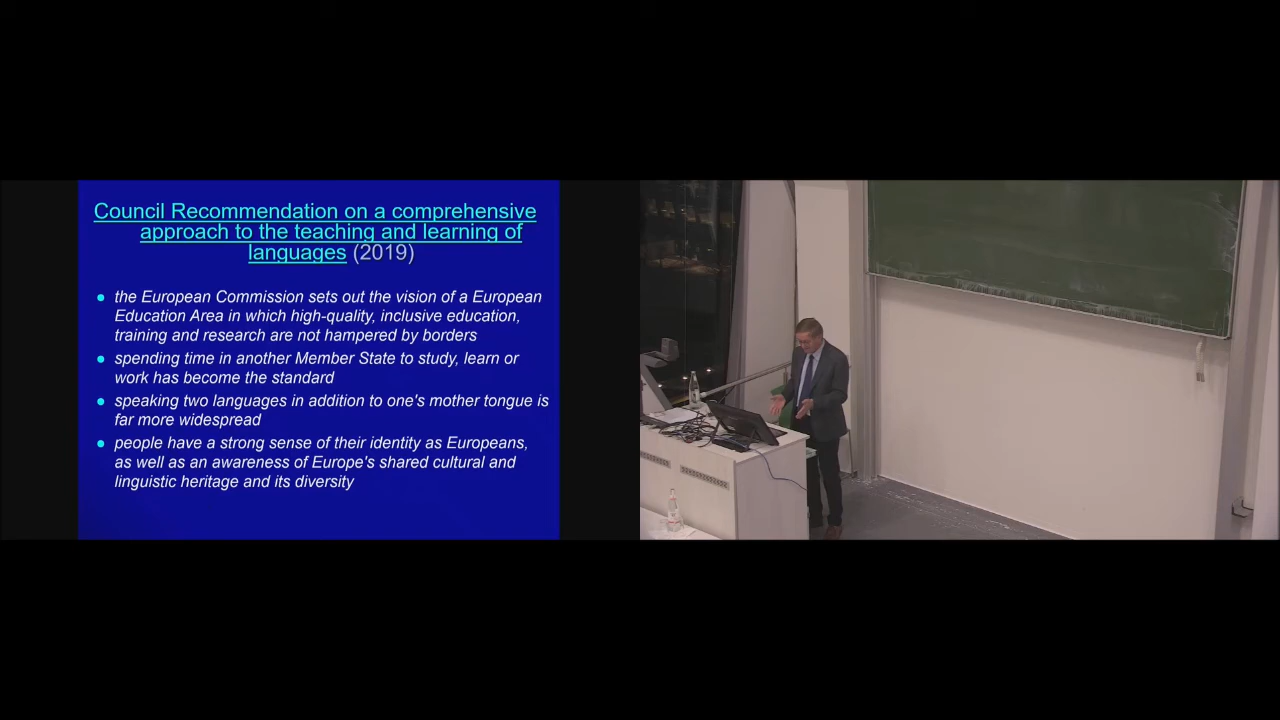 Council Recommendation on a comprehensive
approach to the teaching and learning of
languages (2019)
• the European Commission sets out the vision of a European
Education Area in which high-quality, inclusive education,
training and research are not hampered by borders
• spending time in another Member State to study, learn or
work has become the standard
• speaking two languages in addition to one's mother tongue is
far more widespread
• people have a strong sense of their identity as Europeans,
as well as an awareness of Europe's shared cultural and
linguistic heritage and its diversity